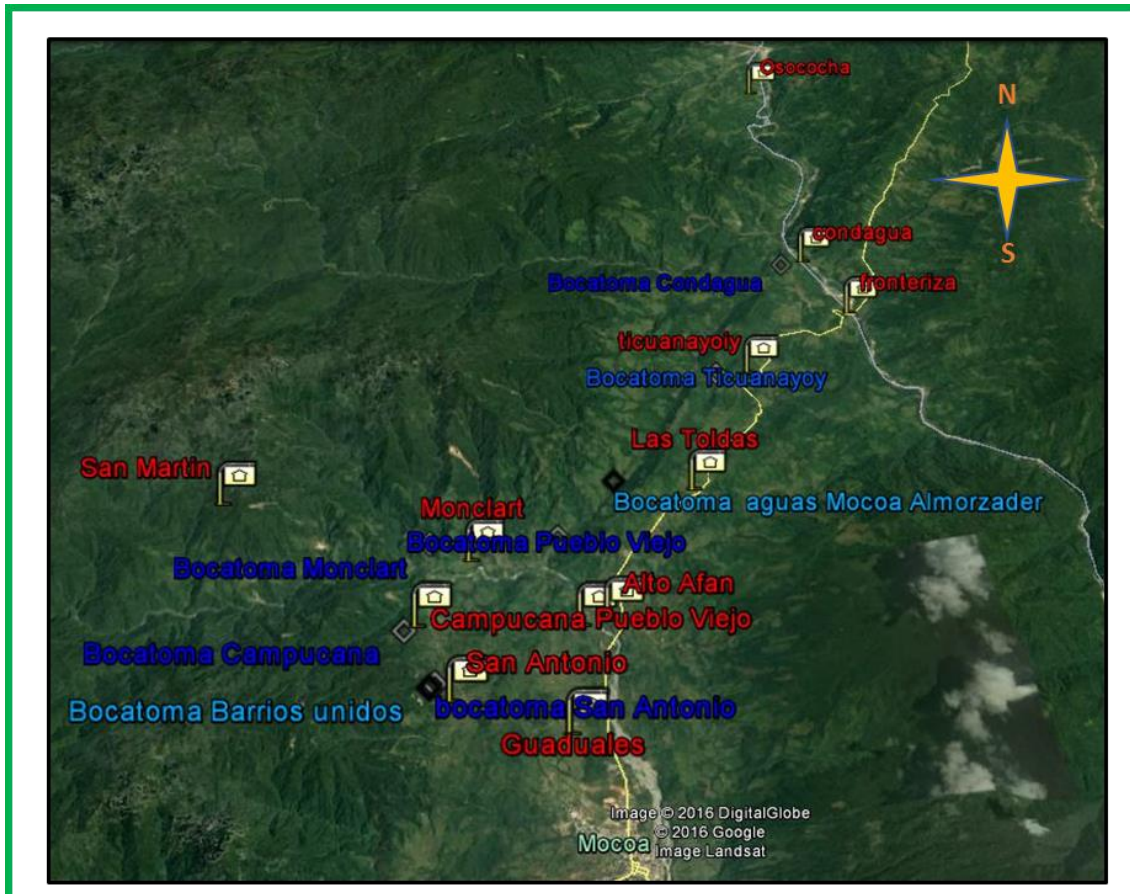 Osococha
N
condagua
S
Bocatoma Condagua
fronteriza
ticuanayoiy
Bocatoma Ticuanayoy
Las Toldas
San Martin
Bocatoma aguas Mocoa Almorzader
Monclart
Bocatoma Pueblo Viejo
Bocatoma Monclart
Alto Afan
Campucana Pueblo Viejo
Bocatoma Campucana
San Antonio
Bocatoma Barrios unidos
bocatoma San Antonio
Guaduales
Image © 2016 DigitalGlobe
© 2016 Google
Mocoa
Image Landsat